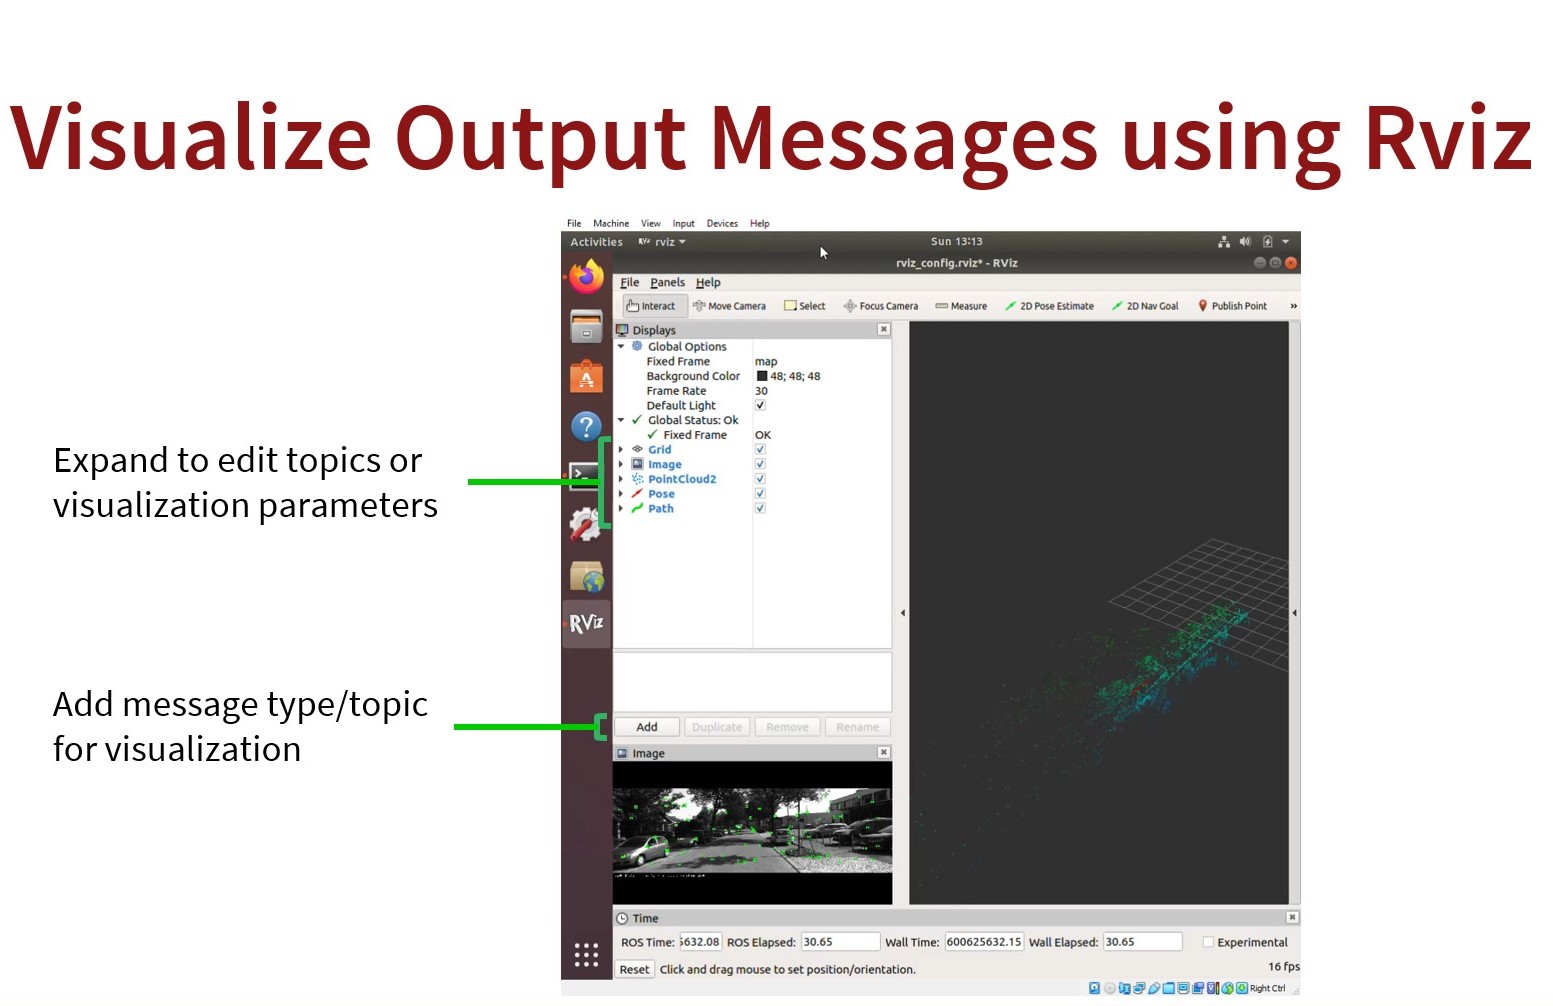 Visualize Output Messages using Rviz
File Machine View Input Devices Help
Activities RViz rviz Sun 13:13
rviz_config.rviz* - RViz
File Panels Help
Interact Move Camera Select Focus Camera Measure 2D Pose Estimate 2D Nav Goal Publish Point »
Displays
Global Options
Fixed Frame map
Background Color 48; 48; 48
Frame Rate 30
Default Light
Global Status: Ok
Fixed Frame OK
Grid
Image
PointCloud2
Pose
Path
Expand to edit topics or
visualization parameters
RViz
Add message type/topic
for visualization
Add Duplicate Remove Rename
Image
Time
ROS Time: 5632.08 ROS Elapsed: 30.65 Wall Time: 600625632.15 Wall Elapsed: 30.65 Experimental
Reset Click and drag mouse to set position/orientation. 16 fps
Right Ctrl